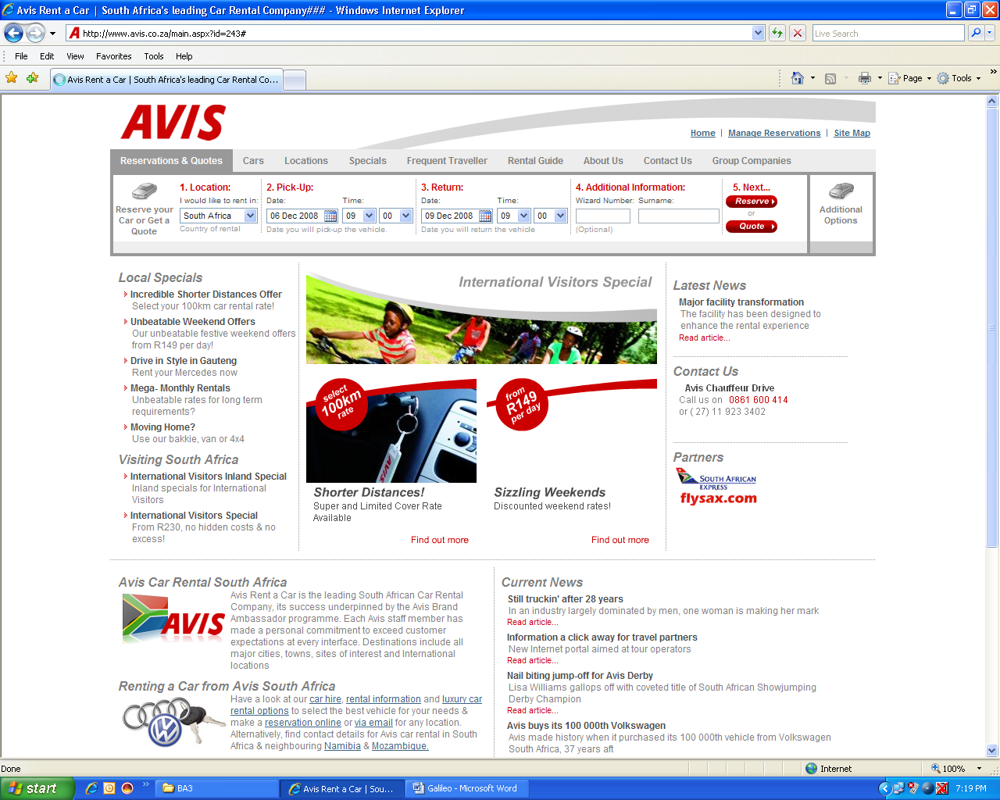 Avis Rent a Car | South Africa's leading Car Rental Company### - Windows Internet Explorer
http://www.avis.co.za/main.aspx?id=243#
Live Search
File Edit View Favorites Tools Help
Avis Rent a Car | South Africa's leading Car Rental Co...
Page Tools
AVIS
Home | Manage Reservations | Site Map
Reservations & Quotes Cars Locations Specials Frequent Traveller Rental Guide About Us Contact Us Group Companies
Reserve your
Car or Get a
Quote
1. Location:
I would like to rent in:
South Africa
Country of rental
2. Pick-Up:
Date: Time:
06 Dec 2008 09 00
Date you will pick-up the vehicle.
3. Return:
Date: Time:
09 Dec 2008 09 00
Date you will return the vehicle
4. Additional Information:
Wizard Number: Surname:
(Optional)
5. Next...
Reserve
or
Quote
Additional
Options
Local Specials
Incredible Shorter Distances Offer
Select your 100km car rental rate!
Unbeatable Weekend Offers
Our unbeatable festive weekend offers
from R149 per day!
Drive in Style in Gauteng
Rent your Mercedes now
Mega- Monthly Rentals
Unbeatable rates for long term
requirements?
Moving Home?
Use our bakkie, van or 4x4
Visiting South Africa
International Visitors Inland Special
Inland specials for International
Visitors
International Visitors Special
From R230, no hidden costs & no
excess!
International Visitors Special
select
100km
rate
AVIS
Shorter Distances!
Super and Limited Cover Rate
Available
Find out more
from
R149
per day
Sizzling Weekends
Discounted weekend rates!
Find out more
Latest News
Major facility transformation
The facility has been designed to
enhance the rental experience
Read article...
Contact Us
Avis Chauffeur Drive
Call us on 0861 600 414
or ( 27) 11 923 3402
Partners
SOUTH AFRICAN
EXPRESS
flysax.com
Avis Car Rental South Africa
AVIS
Avis Rent a Car is the leading South African Car Rental
Company, its success underpinned by the Avis Brand
Ambassador programme. Each Avis staff member has
made a personal commitment to exceed customer
expectations at every interface. Destinations include all
major cities, towns, sites of interest and International
locations
Renting a Car from Avis South Africa
Have a look at our car hire, rental information and luxury car
rental options to select the best vehicle for your needs &
make a reservation online or via email for any location.
Alternatively, find contact details for Avis car rental in South
Africa & neighbouring Namibia & Mozambique.
Current News
Still truckin' after 28 years
In an industry largely dominated by men, one woman is making her mark
Read article...
Information a click away for travel partners
New Internet portal aimed at tour operators
Read article...
Nail biting jump-off for Avis Derby
Lisa Williams gallops off with coveted title of South African Showjumping
Derby Champion
Read article...
Avis buys its 100 000th Volkswagen
Avis made history when it purchased its 100 000th vehicle from Volkswagen
South Africa, 37 years aft
Done Internet 100%
start BA3 Avis Rent a Car | Sou... Galileo - Microsoft Word 7:19 PM